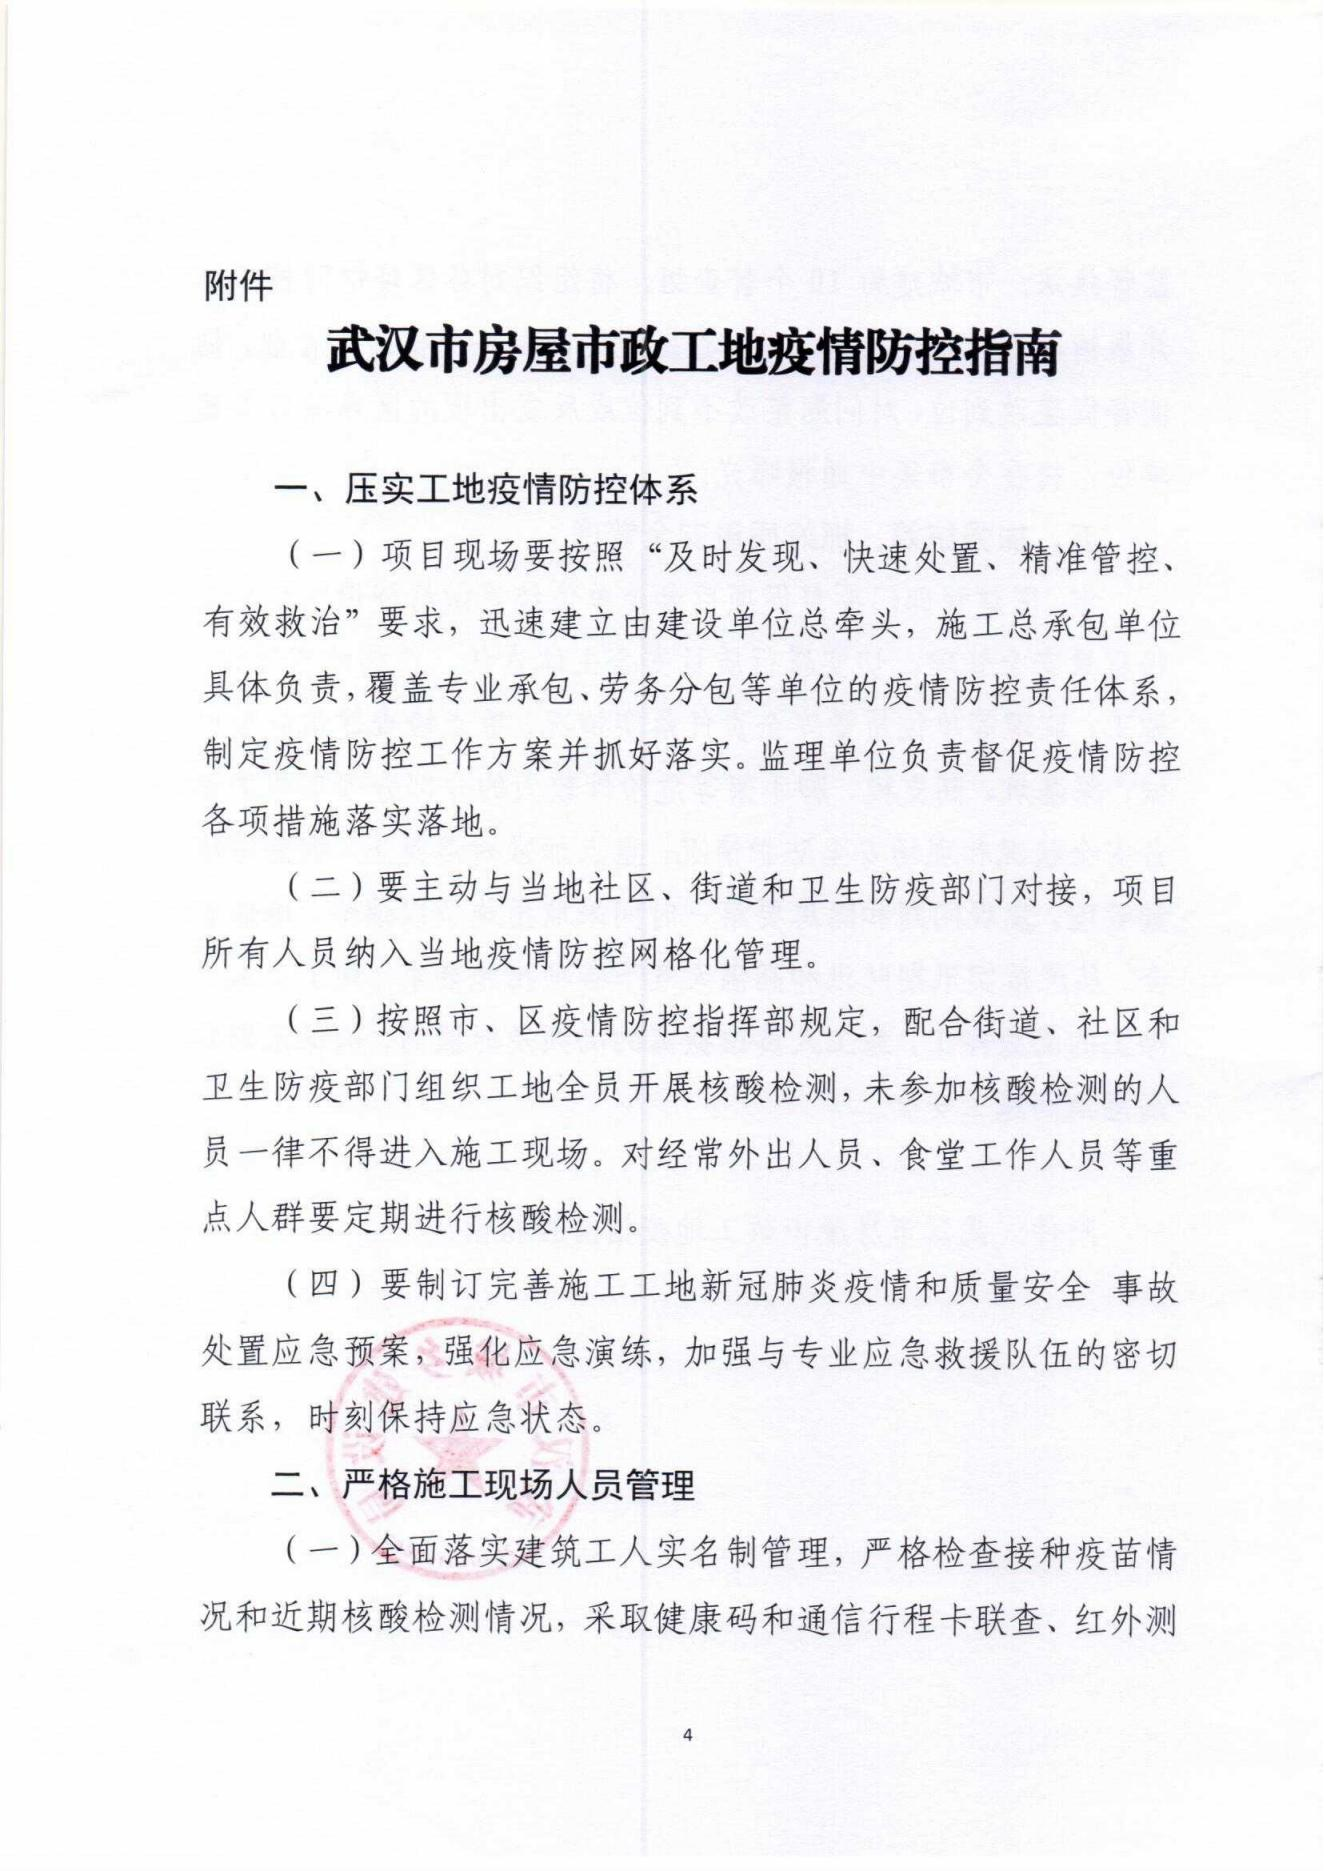 附件
武汉市房屋市政工地疫情防控指南
一、压实工地疫情防控体系
（一）项目现场要按照“及时发现、快速处置、精准管控、
有效救治”要求，迅速建立由建设单位总牵头，施工总承包单位
具体负责，覆盖专业承包、劳务分包等单位的疫情防控责任体系，
制定疫情防控工作方案并抓好落实。监理单位负责督促疫情防控
各项措施落实落地。
（二）要主动与当地社区、街道和卫生防疫部门对接，项目
所有人员纳入当地疫情防控网格化管理。
（三）按照市、区疫情防控指挥部规定，配合街道、社区和
卫生防疫部门组织工地全员开展核酸检测，未参加核酸检测的人
员一律不得进入施工现场。对经常外出人员、食堂工作人员等重
点人群要定期进行核酸检测。
（四）要制订完善施工工地新冠肺炎疫情和质量安全 事故
处置应急预案，强化应急演练，加强与专业应急救援队伍的密切
联系，时刻保持应急状态。
二、严格施工现场人员管理
（一）全面落实建筑工人实名制管理，严格检查接种疫苗情
况和近期核酸检测情况，采取健康码和通信行程卡联查、红外测
4